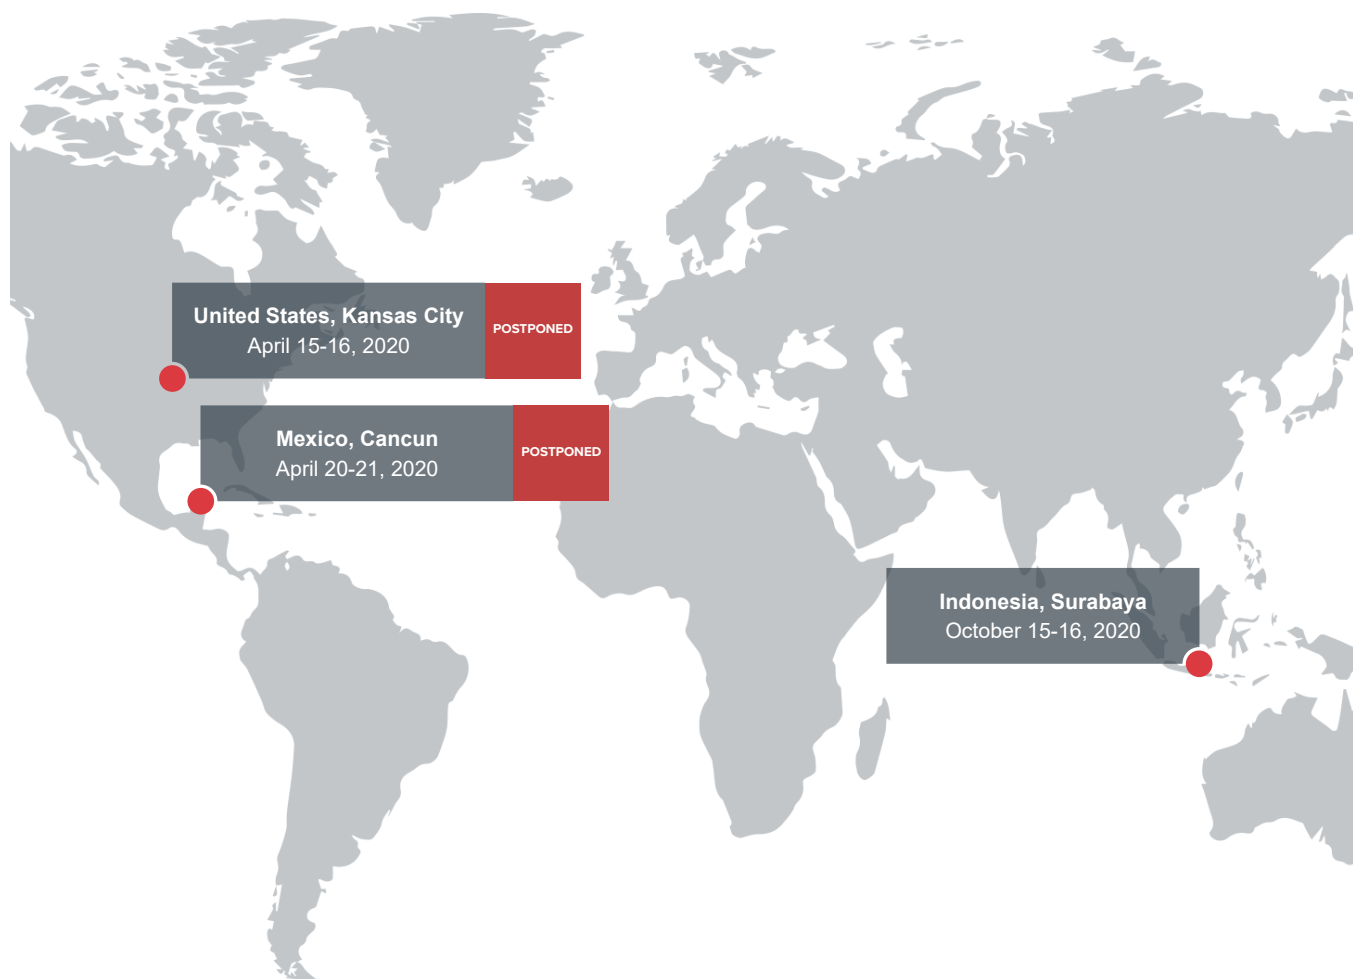 United States, Kansas City
April 15-16, 2020
POSTPONED
Mexico, Cancun
April 20-21, 2020
POSTPONED
Indonesia, Surabaya
October 15-16, 2020